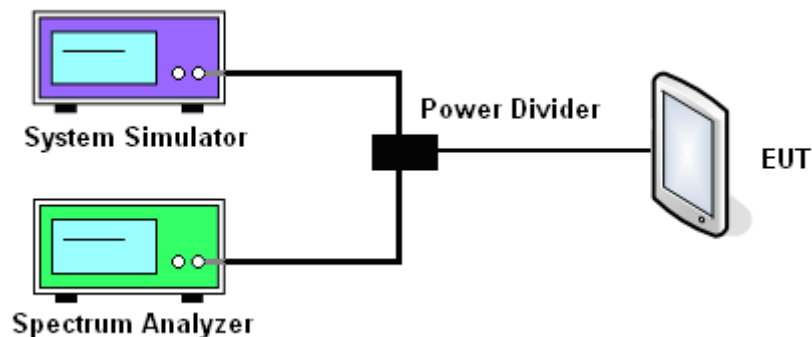 System Simulator
Power Divider
EUT
Spectrum Analyzer